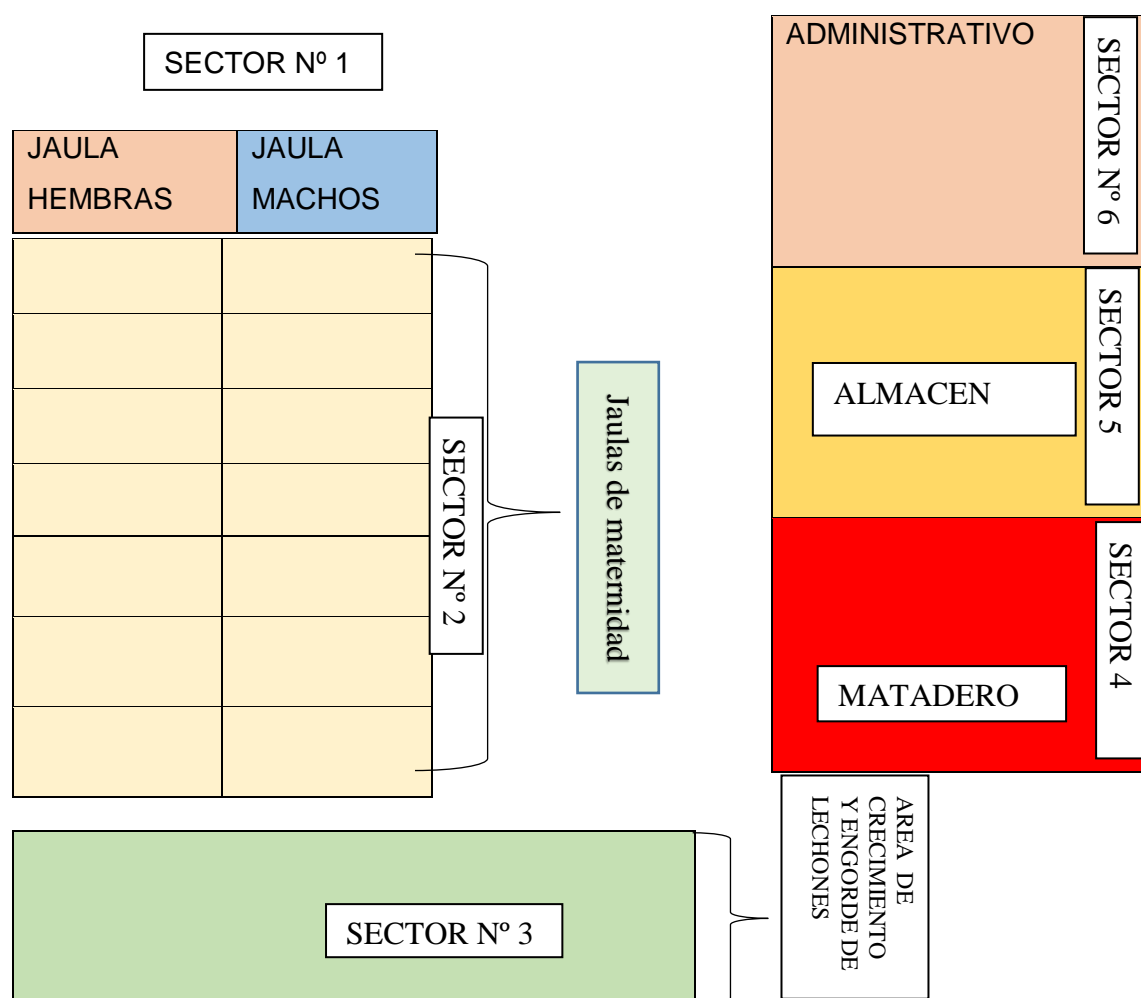 SECTOR Nº 1
JAULA
HEMBRAS
JAULA
MACHOS
SECTOR Nº 2
Jaulas de maternidad
SECTOR Nº 3
AREA DE
CRECIMIENTO
Y ENGORDE DE
LECHONES
ADMINISTRATIVO
SECTOR Nº 6
ALMACEN
SECTOR 5
MATADERO
SECTOR 4